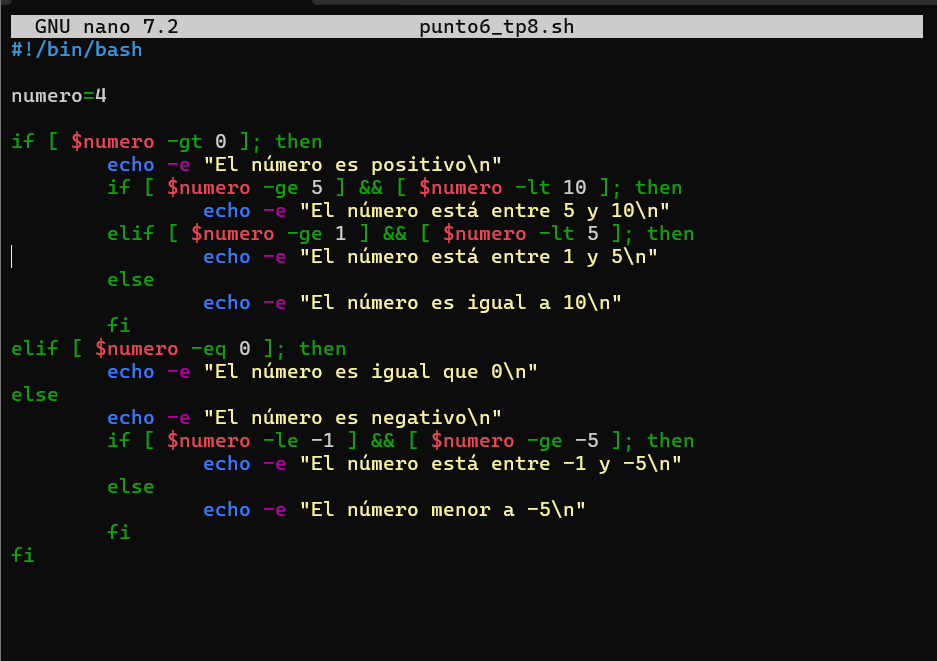 GNU nano 7.2 punto6_tp8.sh
#!/bin/bash
numero=4
if [ $numero -gt 0 ]; then
echo -e "El número es positivo\n"
if [ $numero -ge 5 ] && [ $numero -lt 10 ]; then
echo -e "El número está entre 5 y 10\n"
elif [ $numero -ge 1 ] && [ $numero -lt 5 ]; then
echo -e "El número está entre 1 y 5\n"
else
echo -e "El número es igual a 10\n"
fi
elif [ $numero -eq 0 ]; then
echo -e "El número es igual que 0\n"
else
echo -e "El número es negativo\n"
if [ $numero -le -1 ] && [ $numero -ge -5 ]; then
echo -e "El número está entre -1 y -5\n"
else
echo -e "El número menor a -5\n"
fi
fi